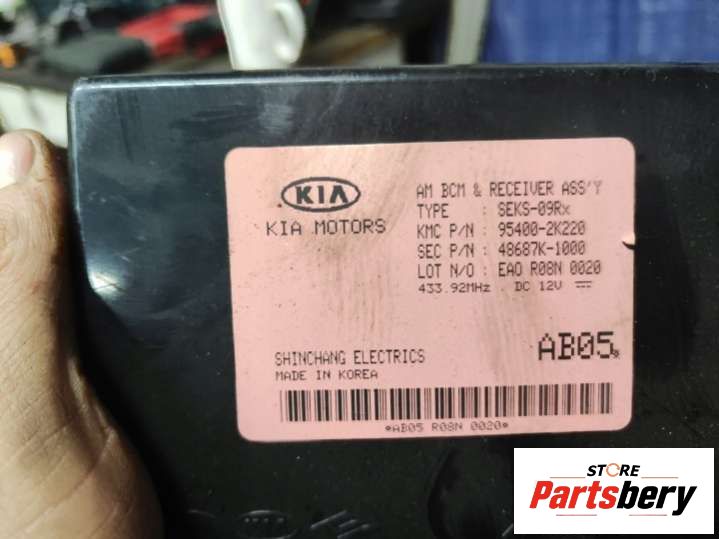 KIA
KIA MOTORS
AM BCM & RECEIVER ASS'Y
TYPE : SEKS-09Rx
KMC P/N : 95400-2K220
SEC P/N : 48687K-1000
LOT N/O : EAO R08N 0020
433.92MHz DC 12V
SHINCHANG ELECTRICS
MADE IN KOREA
AB05
*AB05 R08N 0020*
STORE
Partsbery